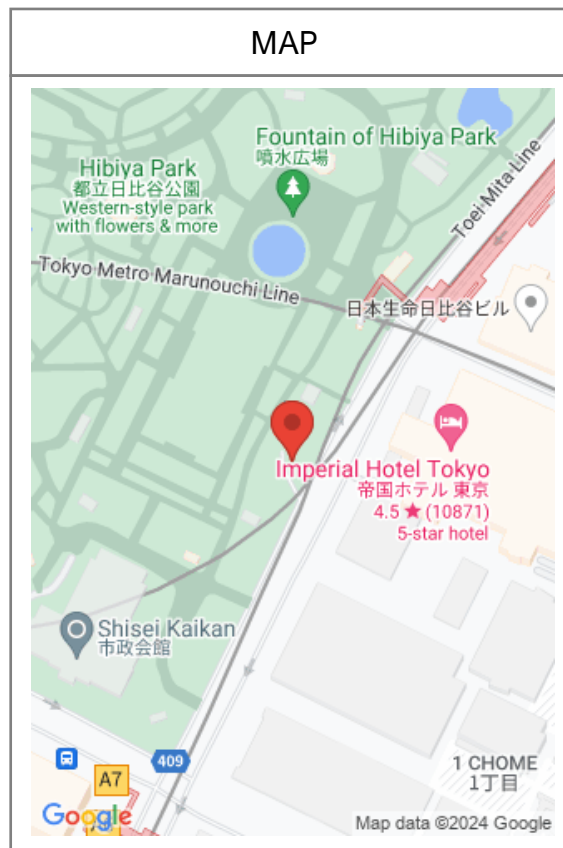 MAP
Fountain of Hibiya Park
噴水広場
Hibiya Park
都立日比谷公園
Western-style park
with flowers & more
Toei Mita Line
Tokyo Metro Marunouchi Line
日本生命日比谷ビル
Imperial Hotel Tokyo
帝国ホテル 東京
4.5 ★ (10871)
5-star hotel
Shisei Kaikan
市政会館
409
1 CHOME
1丁目
A7
Google
Map data ©2024 Google